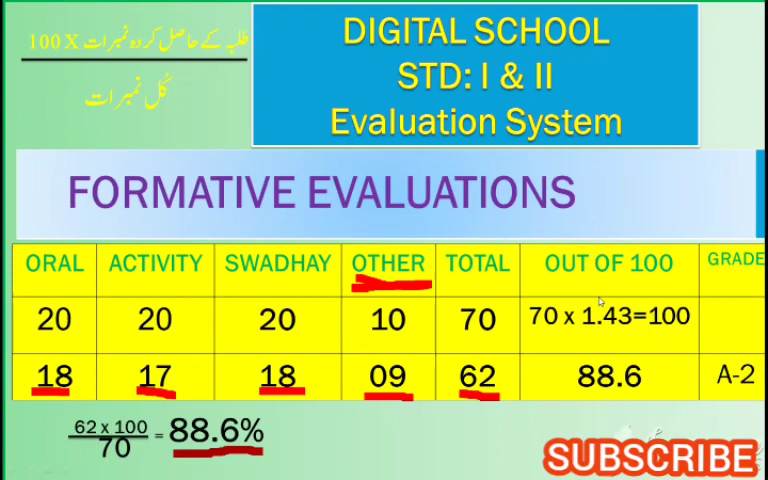 طلبہ کے حاصل کردہ نمبرات X 100
کُل نمبرات
DIGITAL SCHOOL
STD: I & II
Evaluation System
FORMATIVE EVALUATIONS
ORAL ACTIVITY SWADHAY OTHER TOTAL OUT OF 100 GRADE
20 20 20 10 70 70 x 1.43=100
18 17 18 09 62 88.6 A-2
62 x 100
70
= 88.6%
SUBSCRIBE